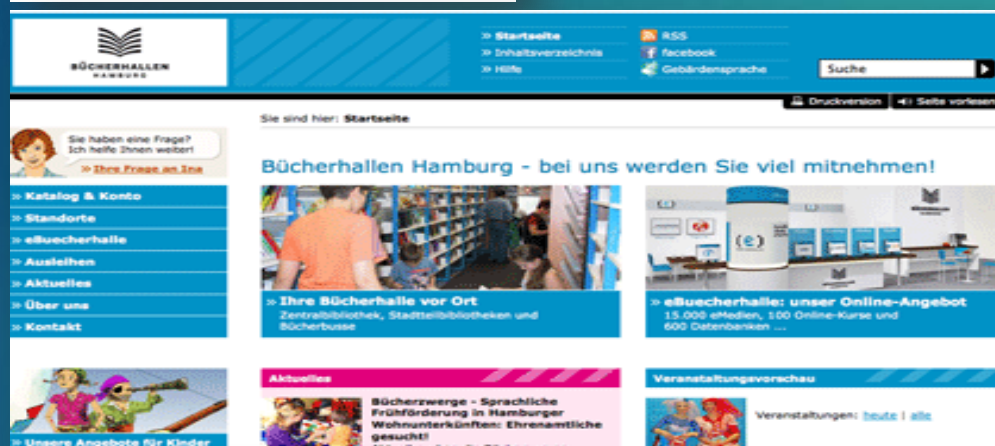 BÜCHERHALLEN
HAMBURG
» Startseite
» Inhaltsverzeichnis
» Hilfe
RSS
facebook
Gebärdensprache
Suche
Druckversion
Seite vorlesen
Sie sind hier: Startseite
Sie haben eine Frage?
Ich helfe Ihnen weiter!
» Ihre Frage an Ina
» Katalog & Konto
» Standorte
» eBuecherhalle
» Ausleihen
» Aktuelles
» Über uns
» Kontakt
Bücherhallen Hamburg - bei uns werden Sie viel mitnehmen!
» Ihre Bücherhalle vor Ort
Zentralbibliothek, Stadtteilbibliotheken und
Bücherbusse
(e)
» eBuecherhalle: unser Online-Angebot
15.000 eMedien, 100 Online-Kurse und
600 Datenbanken ...
» Unsere Angebote für Kinder
Aktuelles
Bücherzwerge - Sprachliche
Frühförderung in Hamburger
Wohnunterkünften: Ehrenamtliche
gesucht!
Veranstaltungsvorschau
Veranstaltungen: heute | alle